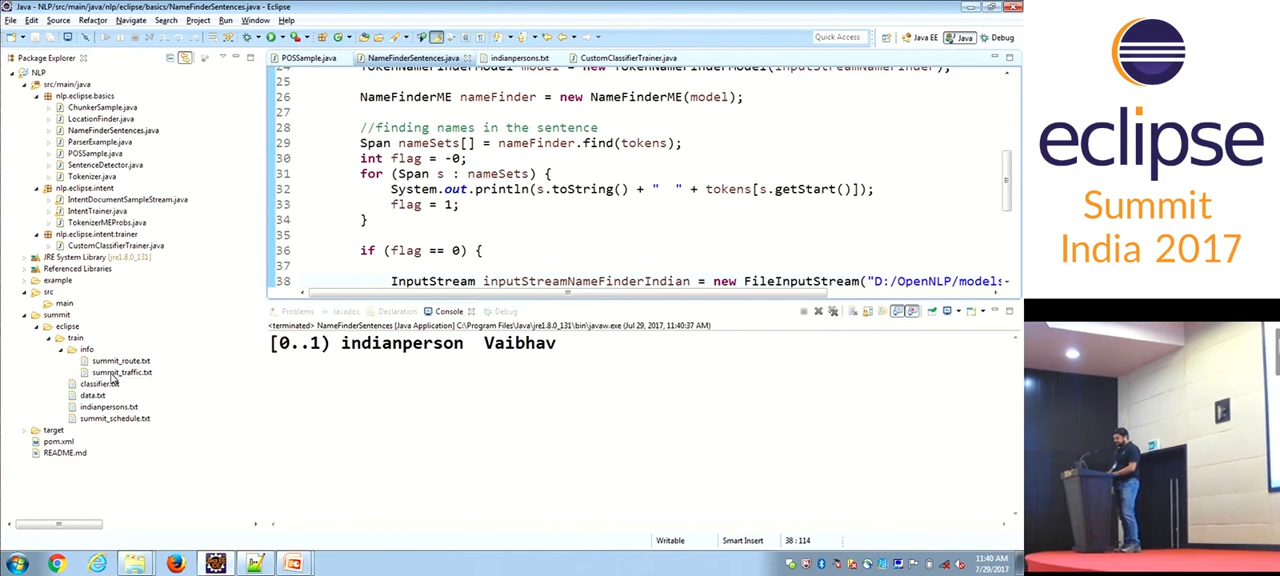 Java - NLP/src/main/java/nlp/eclipse/basics/NameFinderSentences.java - Eclipse
File Edit Source Refactor Navigate Search Project Run Window Help
Quick Access Java EE Java Debug
Package Explorer
NLP
src/main/java
nlp.eclipse.basics
ChunkerSample.java
LocationFinder.java
NameFinderSentences.java
ParserExample.java
POSSample.java
SentenceDetector.java
Tokenizer.java
nlp.eclipse.intent
IntentDocumentSampleStream.java
IntentTrainer.java
TokenizerMEProbs.java
nlp.eclipse.intent.trainer
CustomClassifierTrainer.java
JRE System Library [jre1.8.0_131]
Referenced Libraries
example
src
main
summit
eclipse
train
info
summit_route.txt
summit_traffic.txt
classifier.txt
data.txt
indianpersons.txt
summit_schedule.txt
target
pom.xml
README.md
POSSample.java NameFinderSentences.java indianpersons.txt CustomClassifierTrainer.java
24 TokenNameFinderModel model = new TokenNameFinderModel(inputStreamNameFinder);
25
26 NameFinderME nameFinder = new NameFinderME(model);
27
28 //finding names in the sentence
29 Span nameSets[] = nameFinder.find(tokens);
30 int flag = -0;
31 for (Span s : nameSets) {
32 System.out.println(s.toString() + "  " + tokens[s.getStart()]);
33 flag = 1;
34 }
35
36 if (flag == 0) {
37
38 InputStream inputStreamNameFinderIndian = new FileInputStream("D:/OpenNLP/models
Problems Javadoc Declaration Console Debug
<terminated> NameFinderSentences [Java Application] C:\Program Files\Java\jre1.8.0_131\bin\javaw.exe (Jul 29, 2017, 11:40:37 AM)
[0..1) indianperson  Vaibhav
Writable Smart Insert 38 : 114
11:40 AM
7/29/2017
eclipse
Summit
India 2017